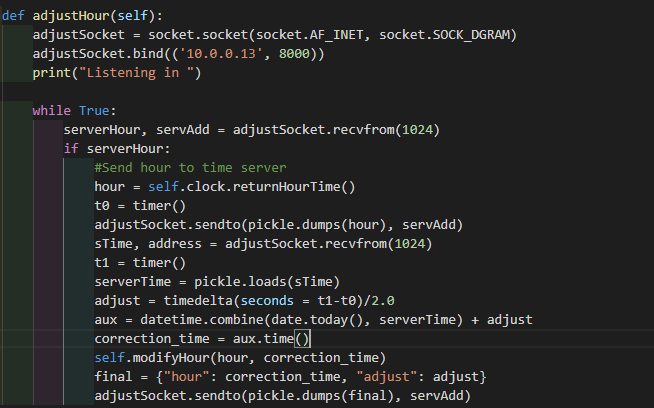 def adjustHour(self):
    adjustSocket = socket.socket(socket.AF_INET, socket.SOCK_DGRAM)
    adjustSocket.bind(('10.0.0.13', 8000))
    print("Listening in ")

    while True:
        serverHour, servAdd = adjustSocket.recvfrom(1024)
        if serverHour:
            #Send hour to time server
            hour = self.clock.returnHourTime()
            t0 = timer()
            adjustSocket.sendto(pickle.dumps(hour), servAdd)
            sTime, address = adjustSocket.recvfrom(1024)
            t1 = timer()
            serverTime = pickle.loads(sTime)
            adjust = timedelta(seconds = t1-t0)/2.0
            aux = datetime.combine(date.today(), serverTime) + adjust
            correction_time = aux.time()
            self.modifyHour(hour, correction_time)
            final = {"hour": correction_time, "adjust": adjust}
            adjustSocket.sendto(pickle.dumps(final), servAdd)